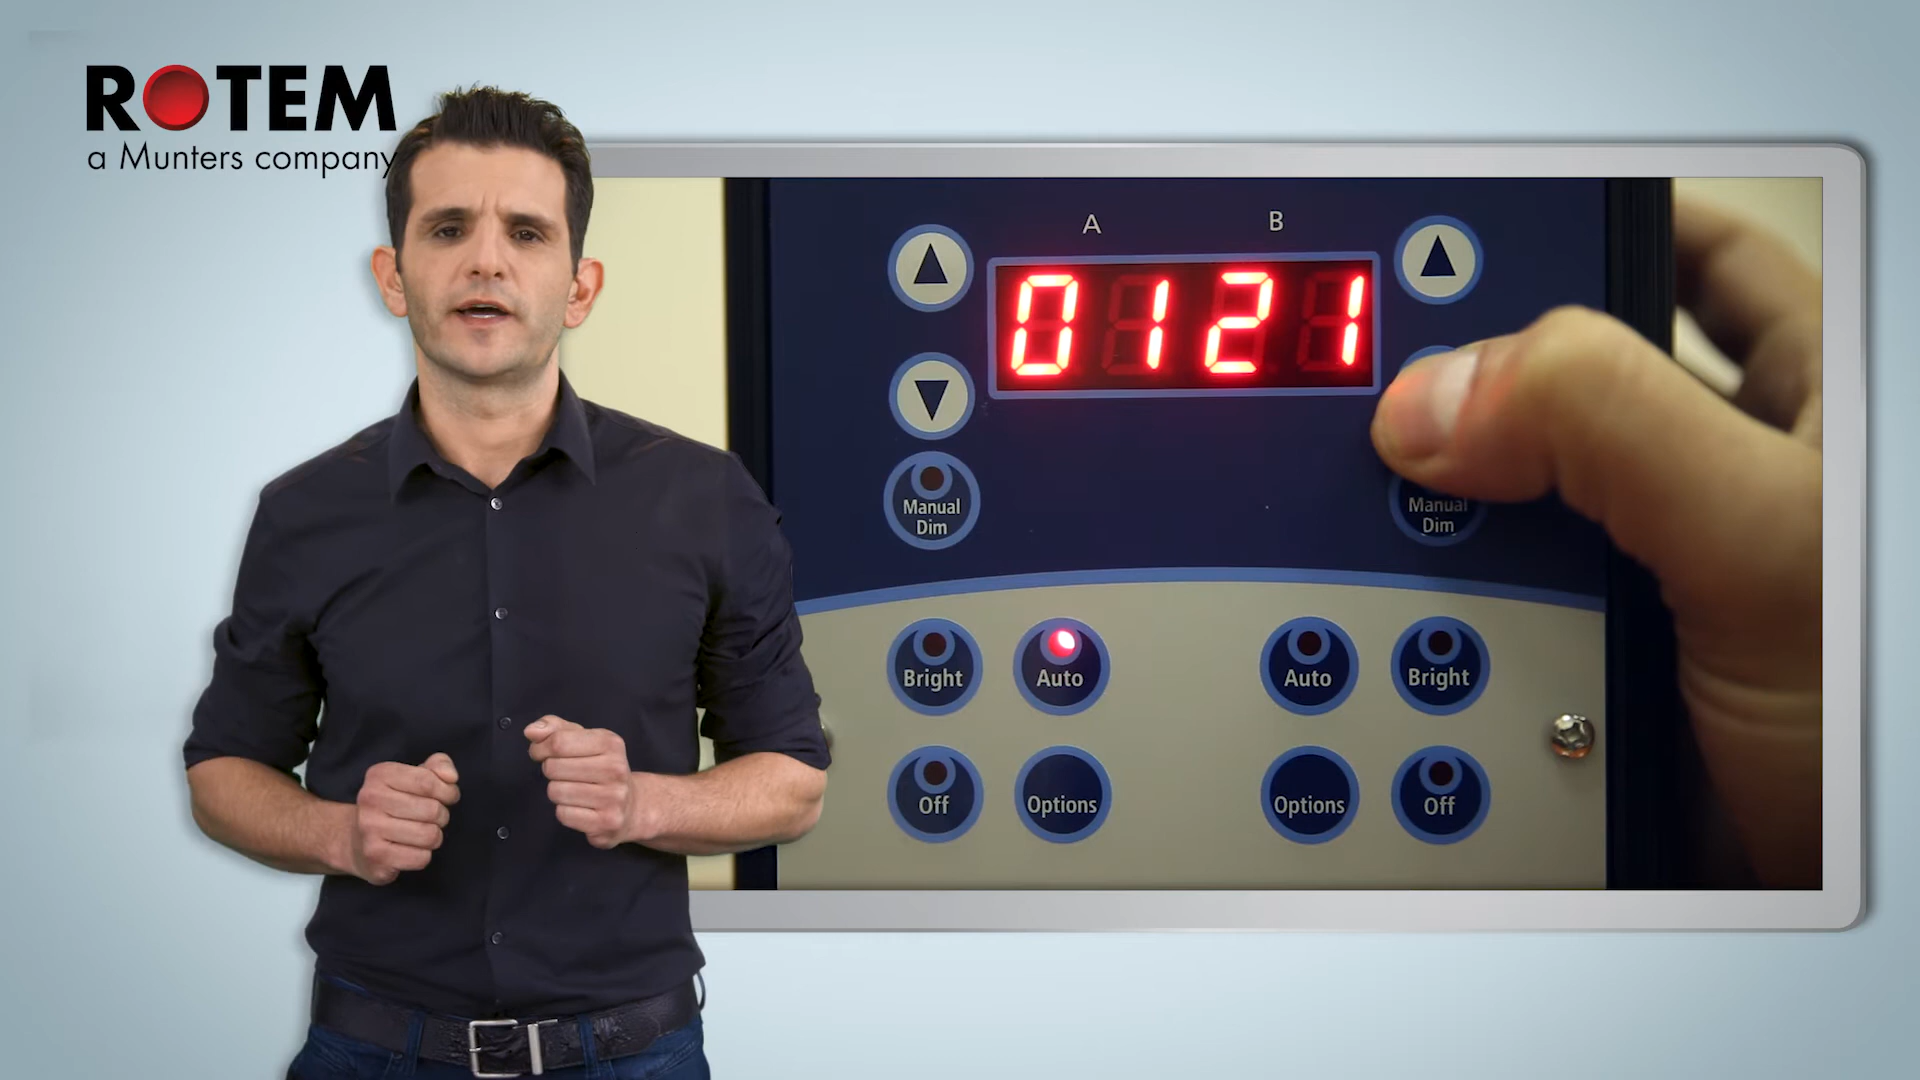 ROTEM
a Munters company
A B
0121
Manual
Dim
Manual
Dim
Bright Auto Auto Bright
Off Options Options Off